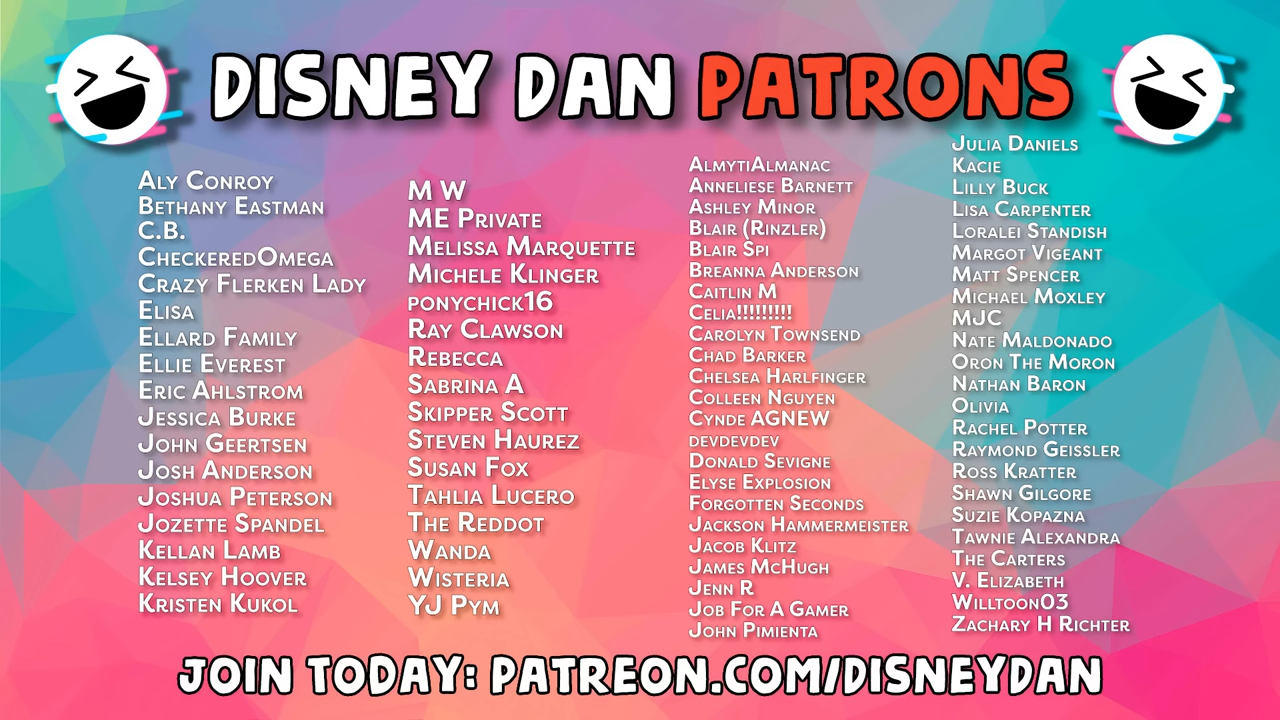 DISNEY DAN PATRONS
Aly Conroy
Bethany Eastman
C.B.
CheckeredOmega
Crazy Flerken Lady
Elisa
Ellard Family
Ellie Everest
Eric Ahlstrom
Jessica Burke
John Geertsen
Josh Anderson
Joshua Peterson
Jozette Spandel
Kellan Lamb
Kelsey Hoover
Kristen Kukol
M W
ME Private
Melissa Marquette
Michele Klinger
ponychick16
Ray Clawson
Rebecca
Sabrina A
Skipper Scott
Steven Haurez
Susan Fox
Tahlia Lucero
The Reddot
Wanda
Wisteria
YJ Pym
AlmytiAlmanac
Anneliese Barnett
Ashley Minor
Blair (Rinzler)
Blair Spi
Breanna Anderson
Caitlin M
Celia!!!!!!!!!
Carolyn Townsend
Chad Barker
Chelsea Harlfinger
Colleen Nguyen
Cynde AGNEW
devdevdev
Donald Sevigne
Elyse Explosion
Forgotten Seconds
Jackson Hammermeister
Jacob Klitz
James McHugh
Jenn R
Job For A Gamer
John Pimienta
Julia Daniels
Kacie
Lilly Buck
Lisa Carpenter
Loralei Standish
Margot Vigeant
Matt Spencer
Michael Moxley
MJC
Nate Maldonado
Oron The Moron
Nathan Baron
Olivia
Rachel Potter
Raymond Geissler
Ross Kratter
Shawn Gilgore
Suzie Kopazna
Tawnie Alexandra
The Carters
V. Elizabeth
Willtoon03
Zachary H Richter
JOIN TODAY: PATREON.COM/DISNEYDAN